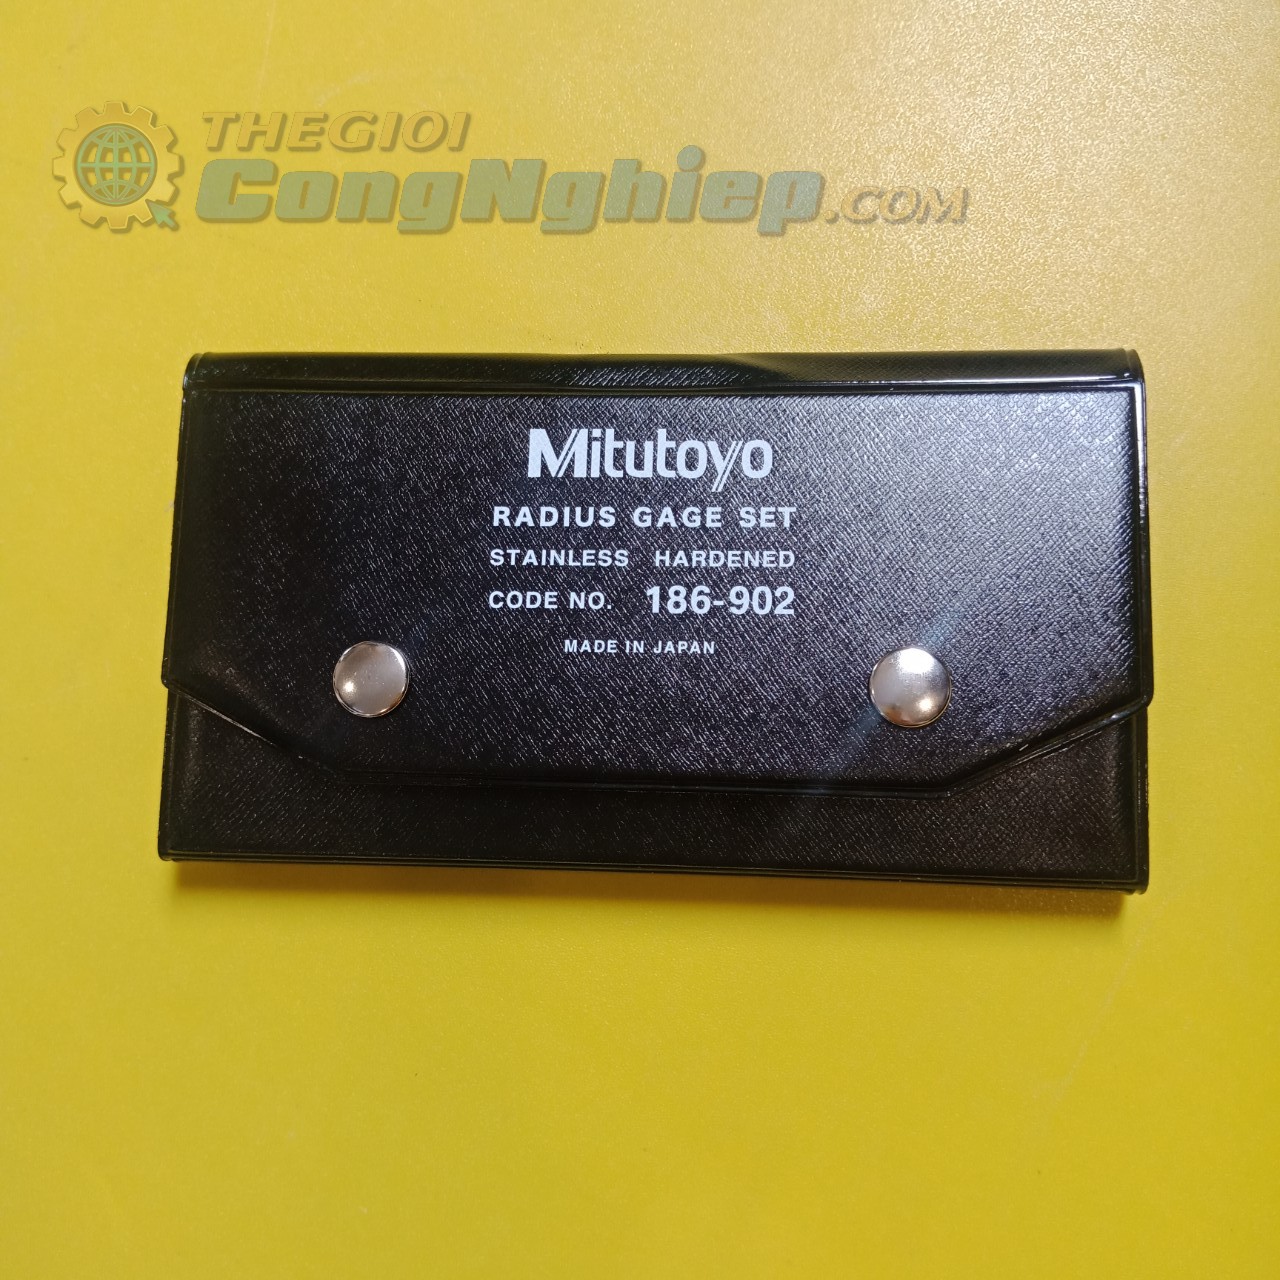 THEGIOI
CongNghiep.COM
Mitutoyo
RADIUS GAGE SET
STAINLESS HARDENED
CODE NO. 186-902
MADE IN JAPAN